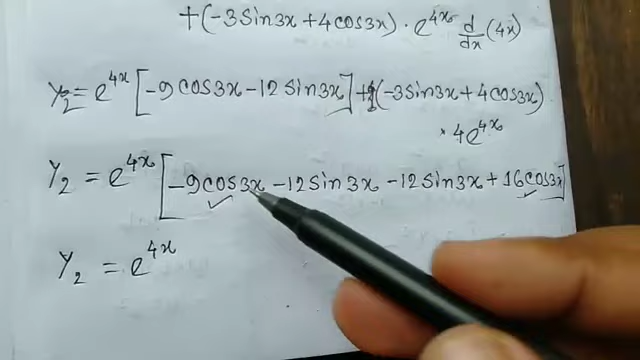 +(-3sin3x+4cos3x)·e^{4x} d/dx(4x)
Y₂=e^{4x}[-9cos3x-12sin3x]+(-3sin3x+4cos3x)
·4e^{4x}
Y₂ = e^{4x}[-9cos3x-12sin3x-12sin3x+16cos3x]
Y₂ = e^{4x}